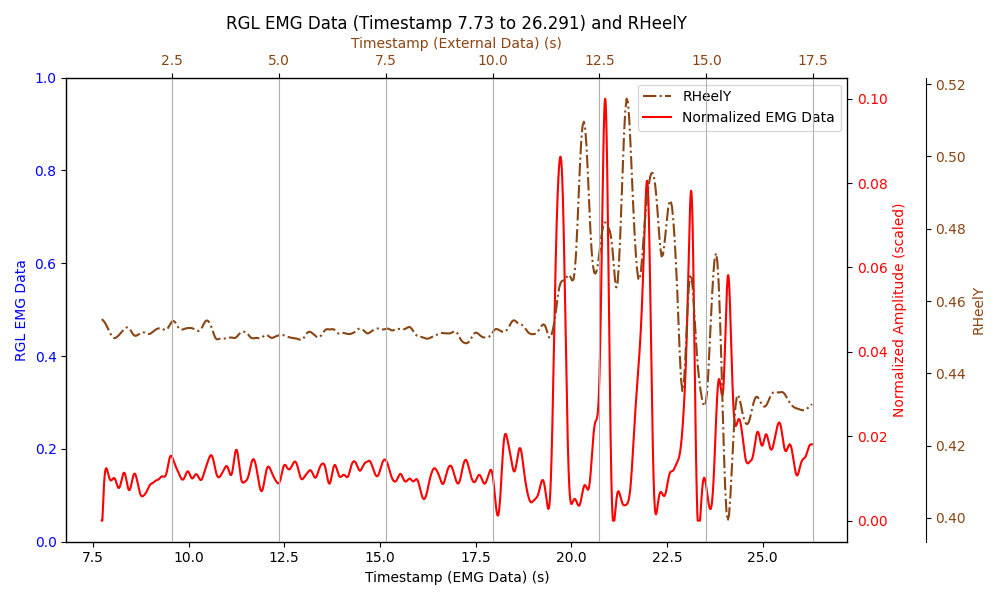 RGL EMG Data (Timestamp 7.73 to 26.291) and RHeelY
Timestamp (External Data) (s)
2.5 5.0 7.5 10.0 12.5 15.0 17.5
RHeelY
Normalized EMG Data
1.0
0.8
0.6
0.4
0.2
0.0
RGL EMG Data
0.10
0.08
0.06
0.04
0.02
0.00
Normalized Amplitude (scaled)
0.52
0.50
0.48
0.46
0.44
0.42
0.40
RHeelY
7.5 10.0 12.5 15.0 17.5 20.0 22.5 25.0
Timestamp (EMG Data) (s)